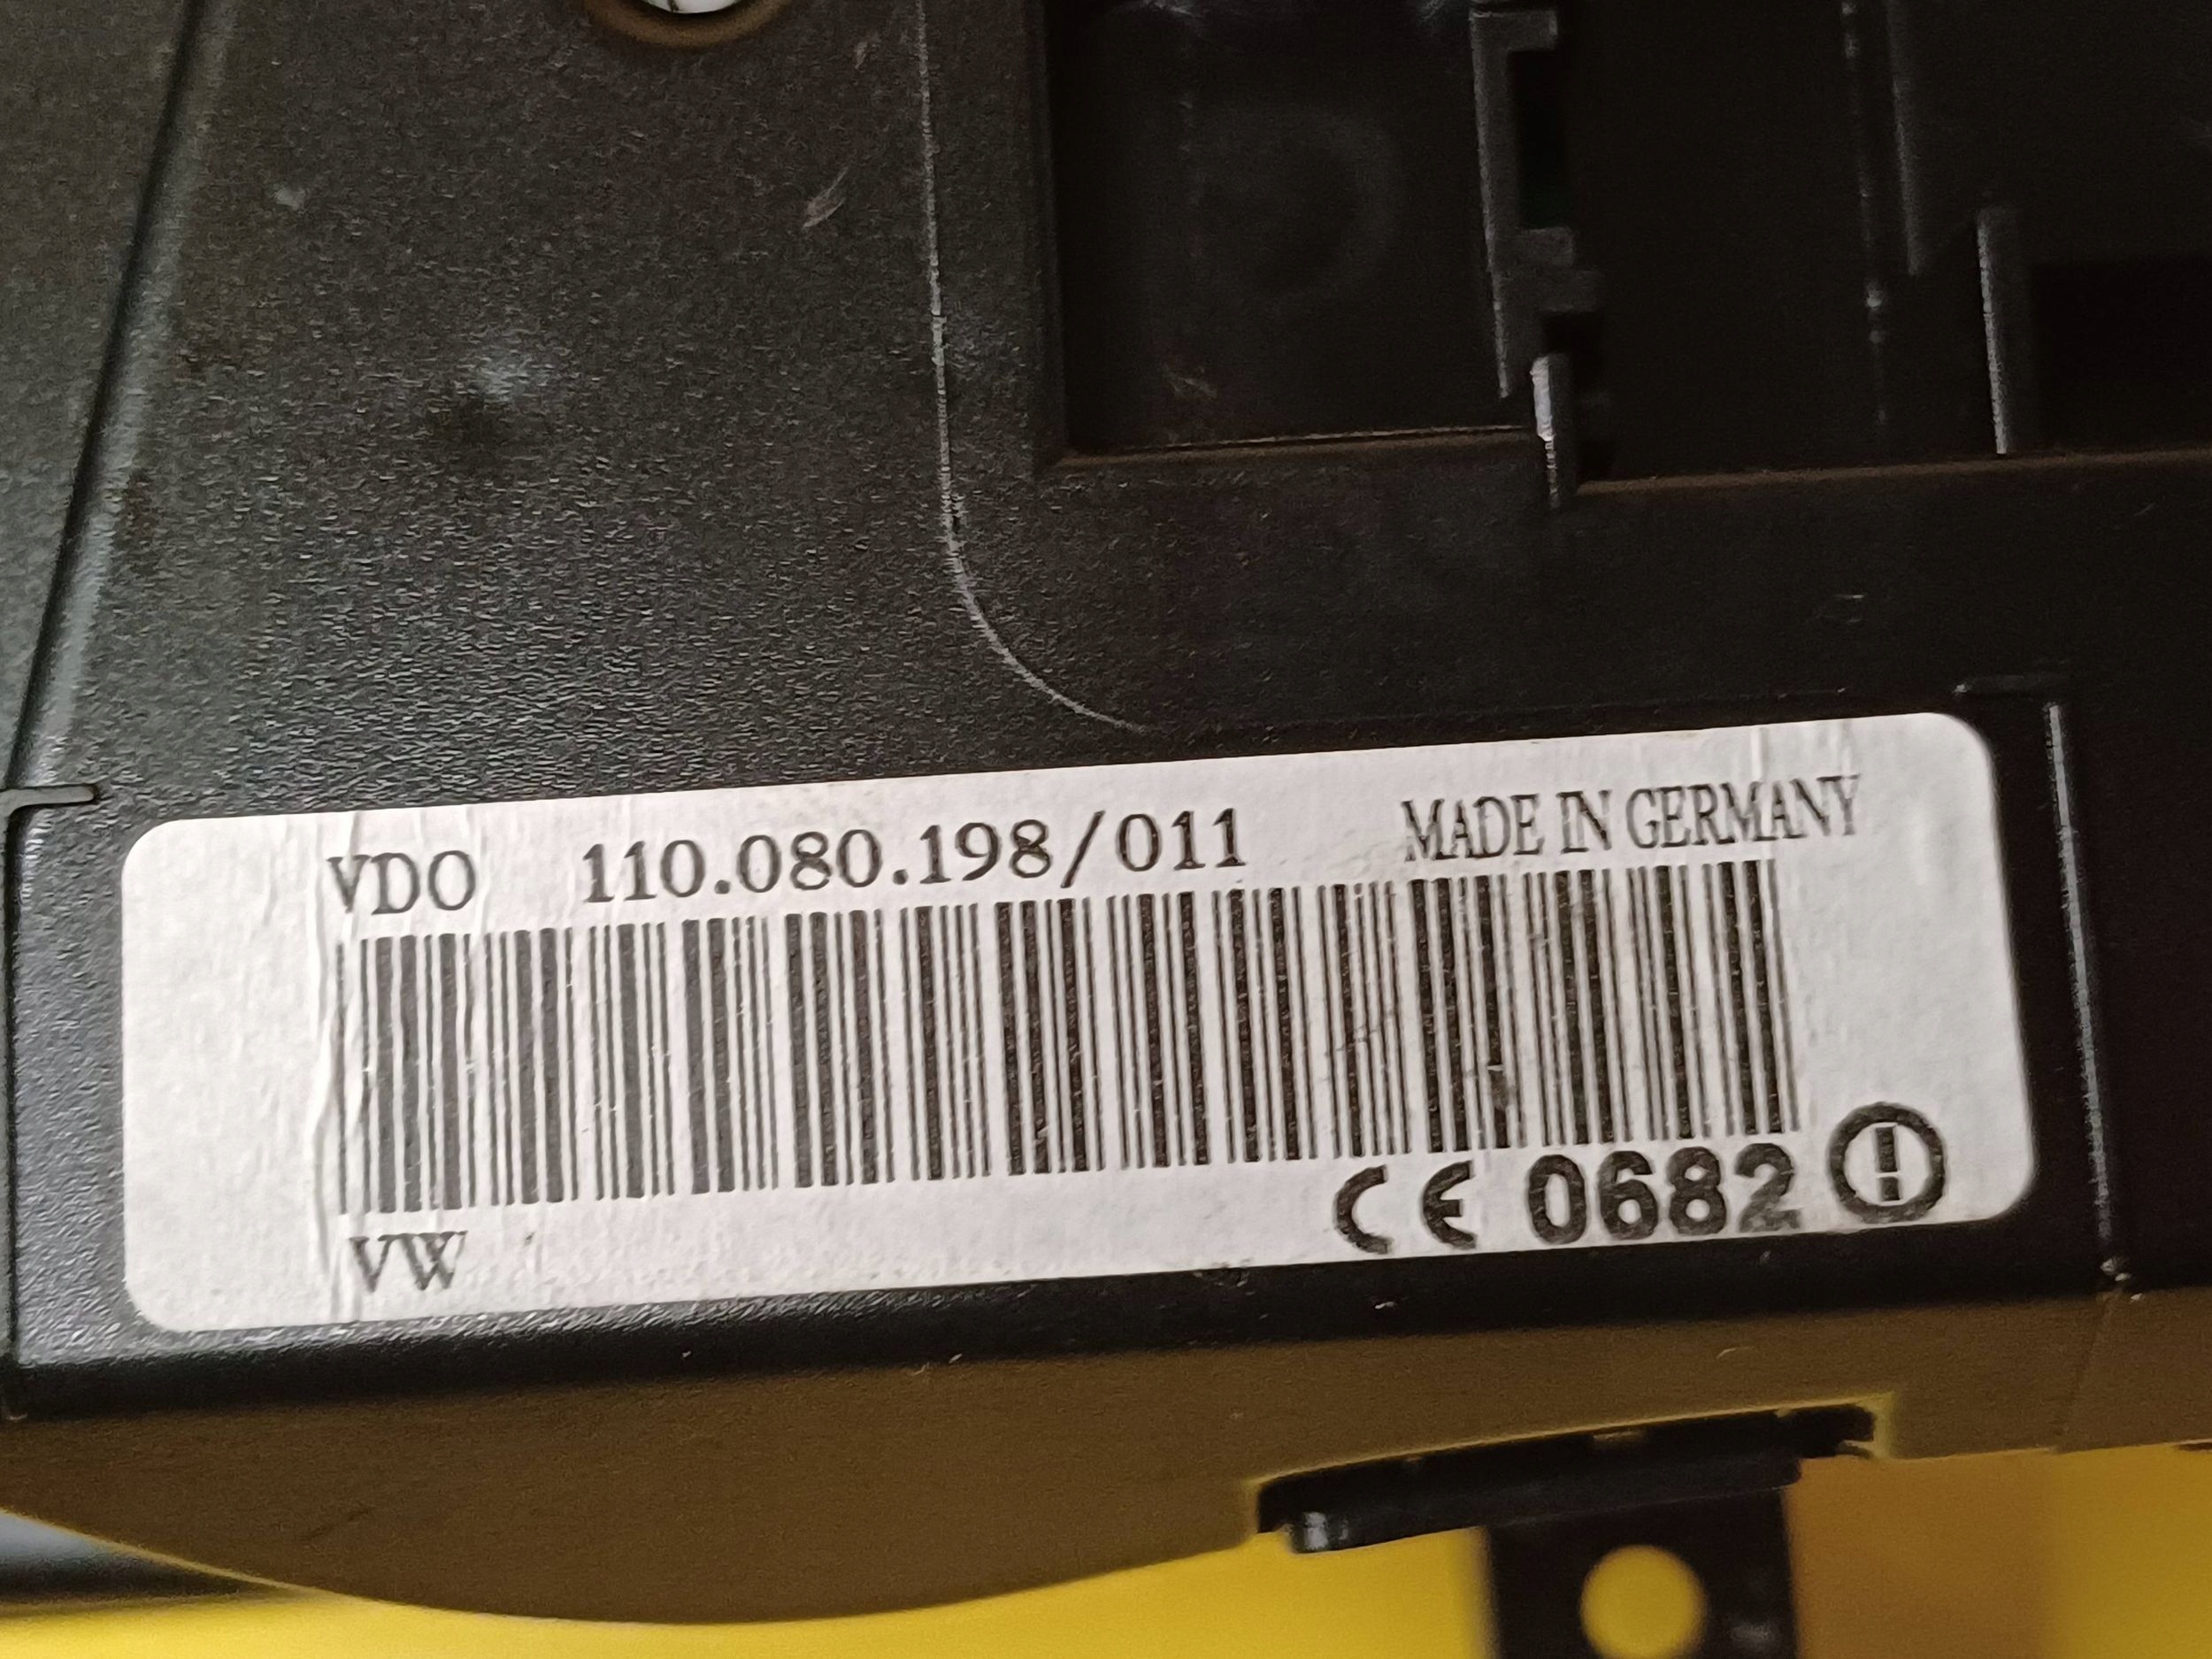 VDO 110.080.198/011 MADE IN GERMANY
VW
CE 0682